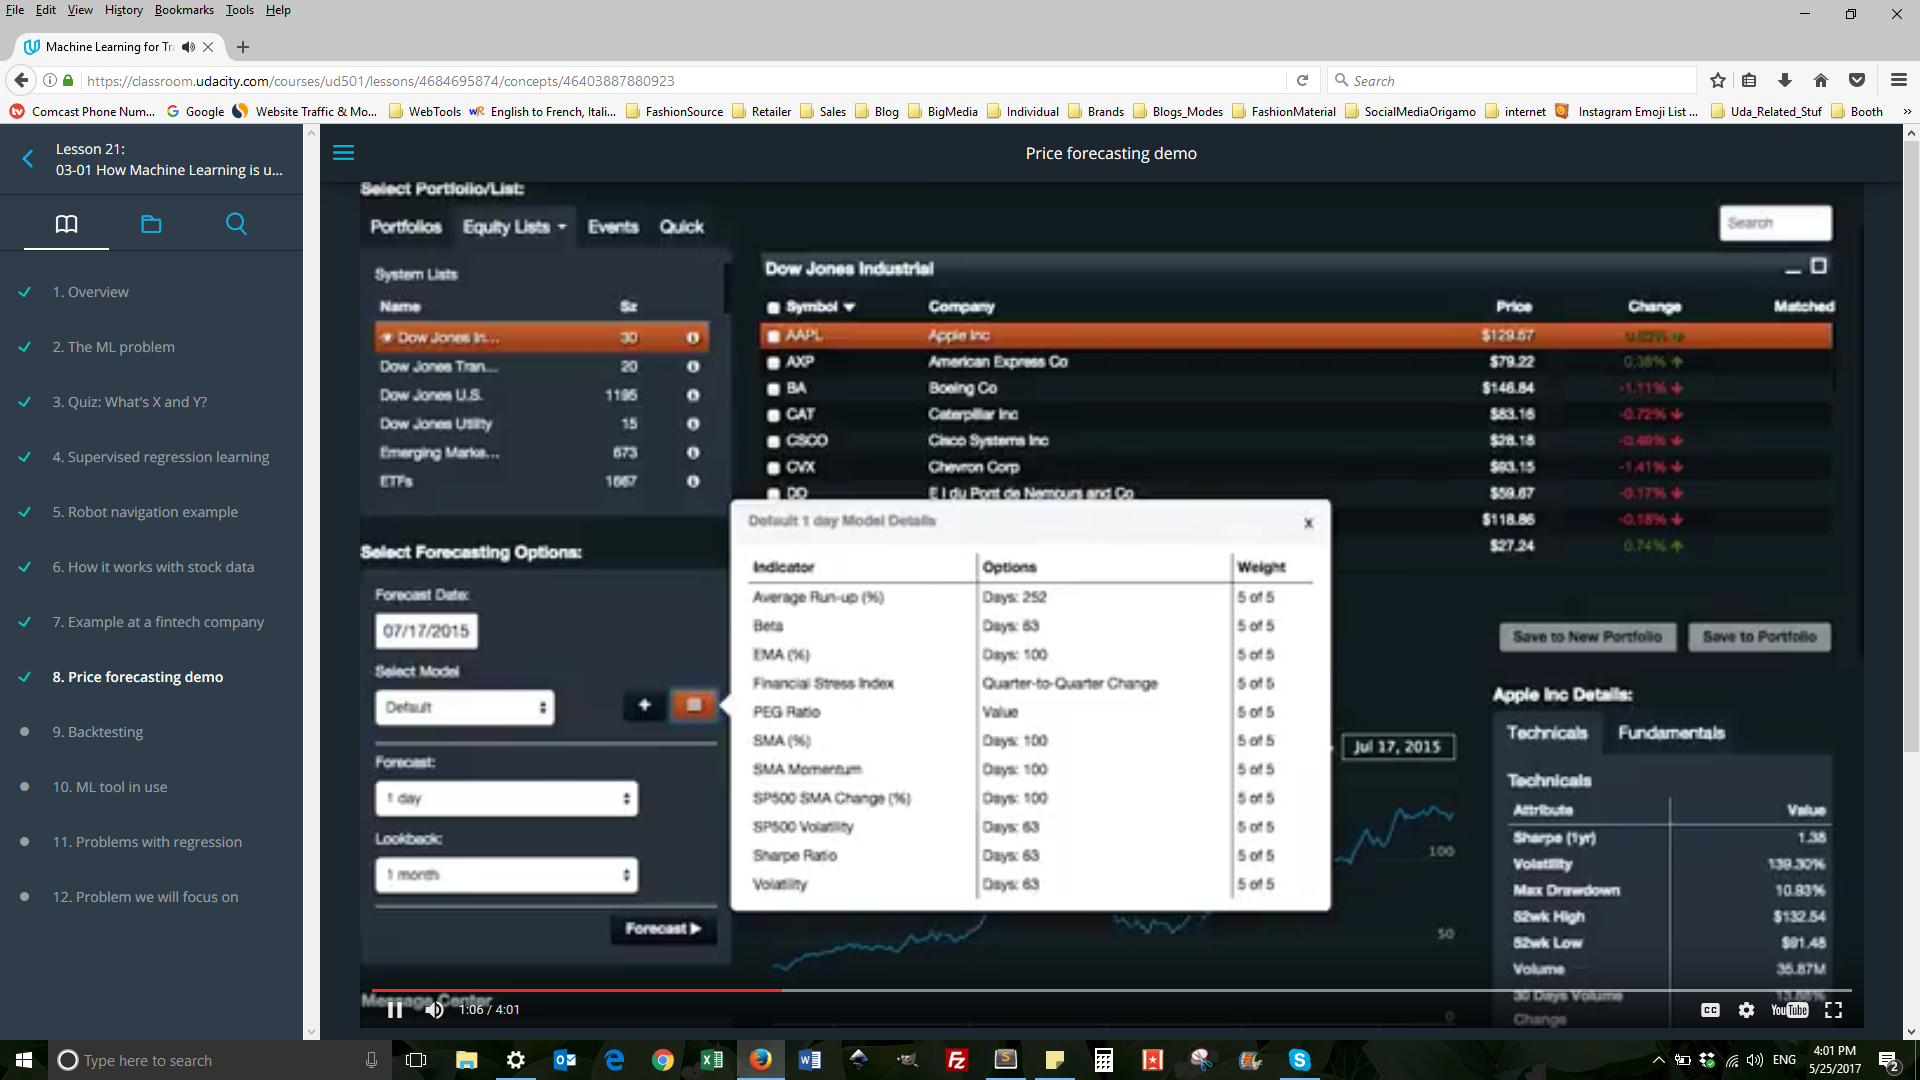 File Edit View History Bookmarks Tools Help
Machine Learning for Tra
https://classroom.udacity.com/courses/ud501/lessons/4684695874/concepts/46403887880923
Search
Comcast Phone Num... Google Website Traffic & Mo... WebTools English to French, Itali... FashionSource Retailer Sales Blog BigMedia Individual Brands Blogs_Modes FashionMaterial SocialMediaOrigamo internet Instagram Emoji List ... Uda_Related_Stuf Booth
Lesson 21:
03-01 How Machine Learning is u...
1. Overview
2. The ML problem
3. Quiz: What's X and Y?
4. Supervised regression learning
5. Robot navigation example
6. How it works with stock data
7. Example at a fintech company
8. Price forecasting demo
9. Backtesting
10. ML tool in use
11. Problems with regression
12. Problem we will focus on
Price forecasting demo
Select Portfolio/List:
Portfolios Equity Lists Events Quick
Search
System Lists
Name Sz
Dow Jones In... 30
Dow Jones Tran... 20
Dow Jones U.S. 1195
Dow Jones Utility 15
Emerging Marke... 673
ETFs 1667
Dow Jones Industrial
Symbol Company Price Change Matched
AAPL Apple Inc $129.67
AXP American Express Co $79.22 0.38%
BA Boeing Co $146.84 -1.11%
CAT Caterpillar Inc $83.16 -0.72%
CSCO Cisco Systems Inc $28.18 -0.49%
CVX Chevron Corp $93.15 -1.41%
DD E I du Pont de Nemours and Co $59.67 -0.17%
$118.86 -0.18%
$27.24 0.74%
Select Forecasting Options:
Forecast Date:
07/17/2015
Select Model
Default
Forecast:
1 day
Lookback:
1 month
Forecast
Message Center
Default 1 day Model Details
x
Indicator Options Weight
Average Run-up (%) Days: 252 5 of 5
Beta Days: 63 5 of 5
EMA (%) Days: 100 5 of 5
Financial Stress Index Quarter-to-Quarter Change 5 of 5
PEG Ratio Value 5 of 5
SMA (%) Days: 100 5 of 5
SMA Momentum Days: 100 5 of 5
SP500 SMA Change (%) Days: 100 5 of 5
SP500 Volatility Days: 63 5 of 5
Sharpe Ratio Days: 63 5 of 5
Volatility Days: 63 5 of 5
Save to New Portfolio Save to Portfolio
Jul 17, 2015
100
50
0
Apple Inc Details:
Technicals Fundamentals
Technicals
Attribute Value
Sharpe (1yr) 1.38
Volatility 139.30%
Max Drawdown 10.93%
52wk High $132.54
52wk Low $91.48
Volume 35.87M
30 Days Volume
Change
1:06 / 4:01
CC
YouTube
Type here to search
ENG
4:01 PM
5/25/2017
2